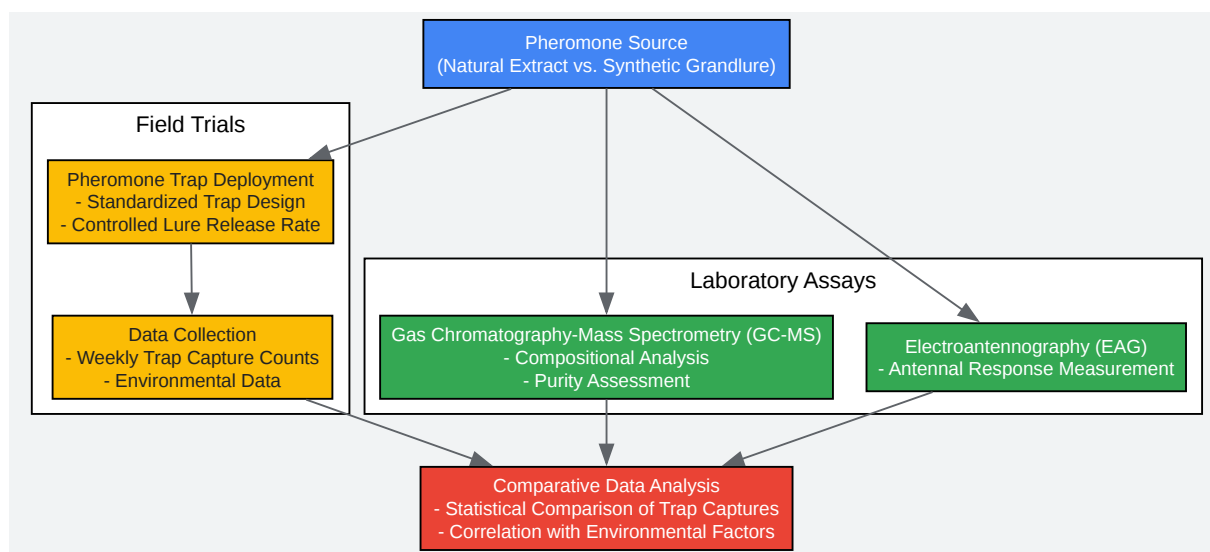 Pheromone Source
(Natural Extract vs. Synthetic Grandlure)
Field Trials
Pheromone Trap Deployment
- Standardized Trap Design
- Controlled Lure Release Rate
Data Collection
- Weekly Trap Capture Counts
- Environmental Data
Laboratory Assays
Gas Chromatography-Mass Spectrometry (GC-MS)
- Compositional Analysis
- Purity Assessment
Electroantennography (EAG)
- Antennal Response Measurement
Comparative Data Analysis
- Statistical Comparison of Trap Captures
- Correlation with Environmental Factors